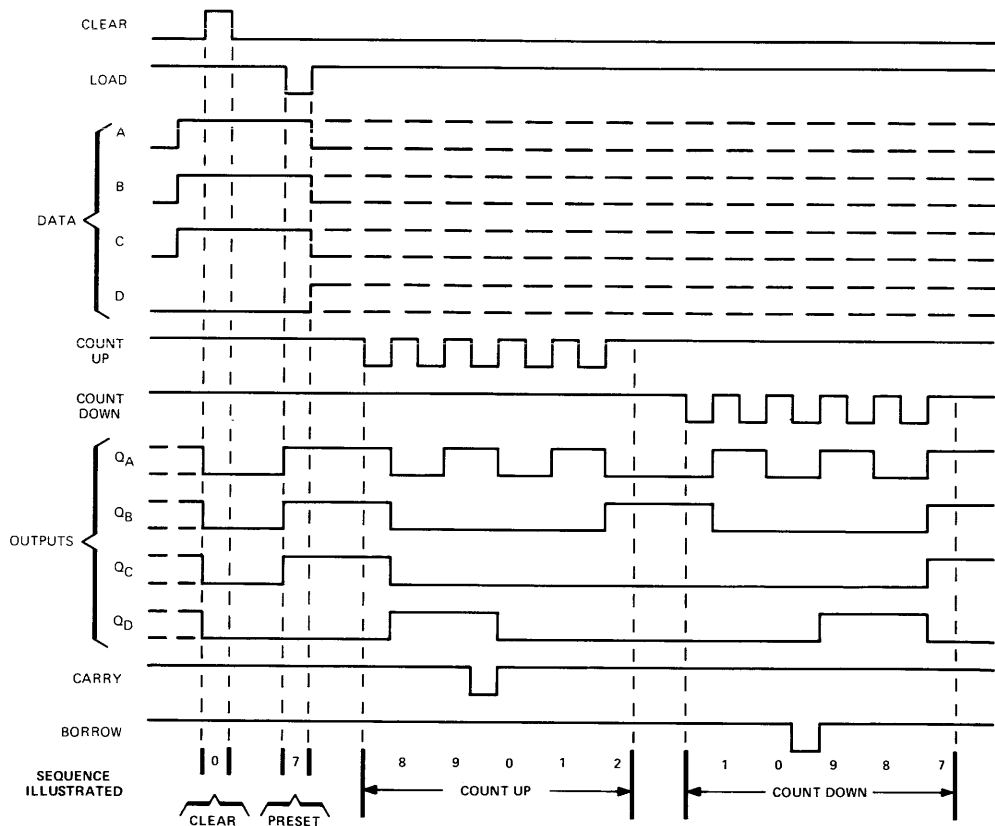 CLEAR
LOAD
A
B
DATA
C
D
COUNT
UP
COUNT
DOWN
QA
QB
OUTPUTS
QC
QD
CARRY
BORROW
SEQUENCE
ILLUSTRATED
0 7 8 9 0 1 2 1 0 9 8 7
COUNT UP COUNT DOWN
CLEAR PRESET